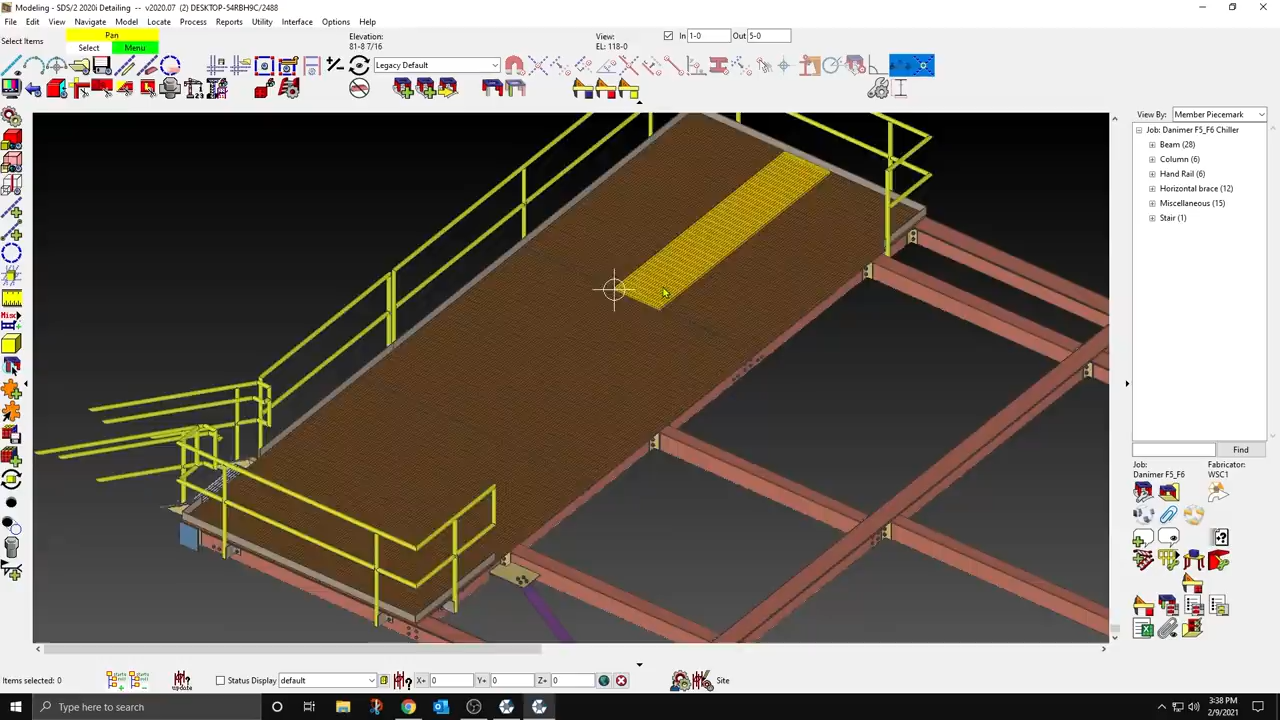 Modeling - SDS/2 2020i Detailing -- v2020.07 (2) DESKTOP-S4RBH9C/2488
File Edit View Navigate Model Locate Process Reports Utility Interface Options Help
Select Items
Pan
Select Menu
Elevation:
81-8 7/16
View:
EL: 118-0
In 1-0 Out 5-0
Legacy Default
View By: Member Piecemark
Job: Danimer F5_F6 Chiller
Beam (28)
Column (6)
Hand Rail (6)
Horizontal brace (12)
Miscellaneous (15)
Stair (1)
Misc
Find
Job:
Danimer F5_F6
Fabricator:
WSC1
Items selected: 0
update
Status Display default
X+ 0 Y+ 0 Z+ 0
Site
Type here to search
3:38 PM
2/9/2021